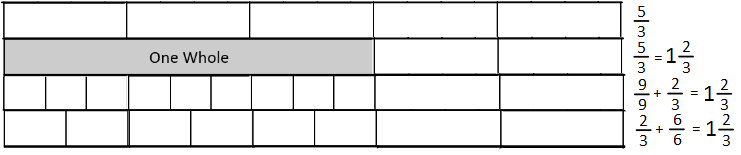 5/3
One Whole 5/3 = 1 2/3
9/9 + 2/3 = 1 2/3
2/3 + 6/6 = 1 2/3